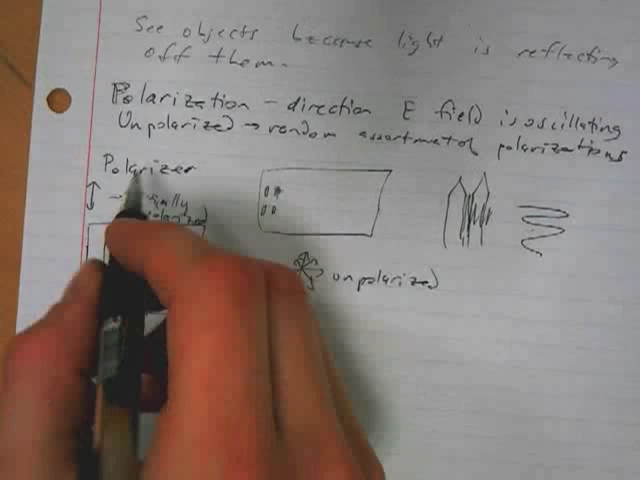 See objects because light is reflecting
off them.
Polarization - direction E field is oscillating
Unpolarized → random assortment of polarizations
Polarizer
unpolarized